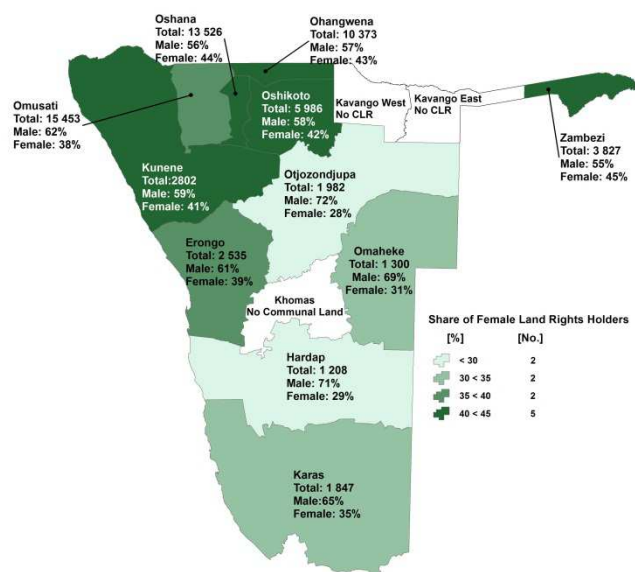 Oshana
Total: 13 526
Male: 56%
Female: 44%
Ohangwena
Total: 10 373
Male: 57%
Female: 43%
Omusati
Total: 15 453
Male: 62%
Female: 38%
Oshikoto
Total: 5 986
Male: 58%
Female: 42%
Kavango West
No CLR
Kavango East
No CLR
Zambezi
Total: 3 827
Male: 55%
Female: 45%
Kunene
Total:2802
Male: 59%
Female: 41%
Otjozondjupa
Total: 1 982
Male: 72%
Female: 28%
Erongo
Total: 2 535
Male: 61%
Female: 39%
Omaheke
Total: 1 300
Male: 69%
Female: 31%
Khomas
No Communal Land
Hardap
Total: 1 208
Male: 71%
Female: 29%
Karas
Total: 1 847
Male:65%
Female: 35%
Share of Female Land Rights Holders
[%] [No.]
< 30 2
30 < 35 2
35 < 40 2
40 < 45 5